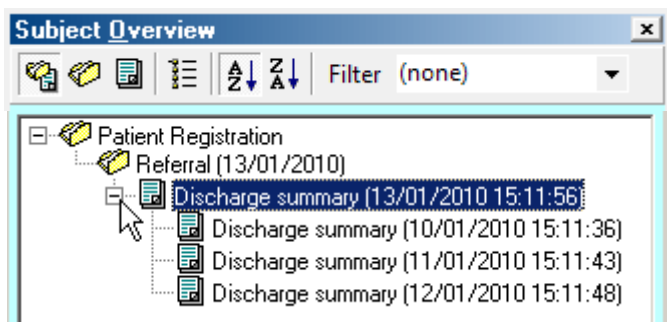 Subject Overview
Filter (none)
Patient Registration
Referral (13/01/2010)
Discharge summary (13/01/2010 15:11:56)
Discharge summary (10/01/2010 15:11:36)
Discharge summary (11/01/2010 15:11:43)
Discharge summary (12/01/2010 15:11:48)